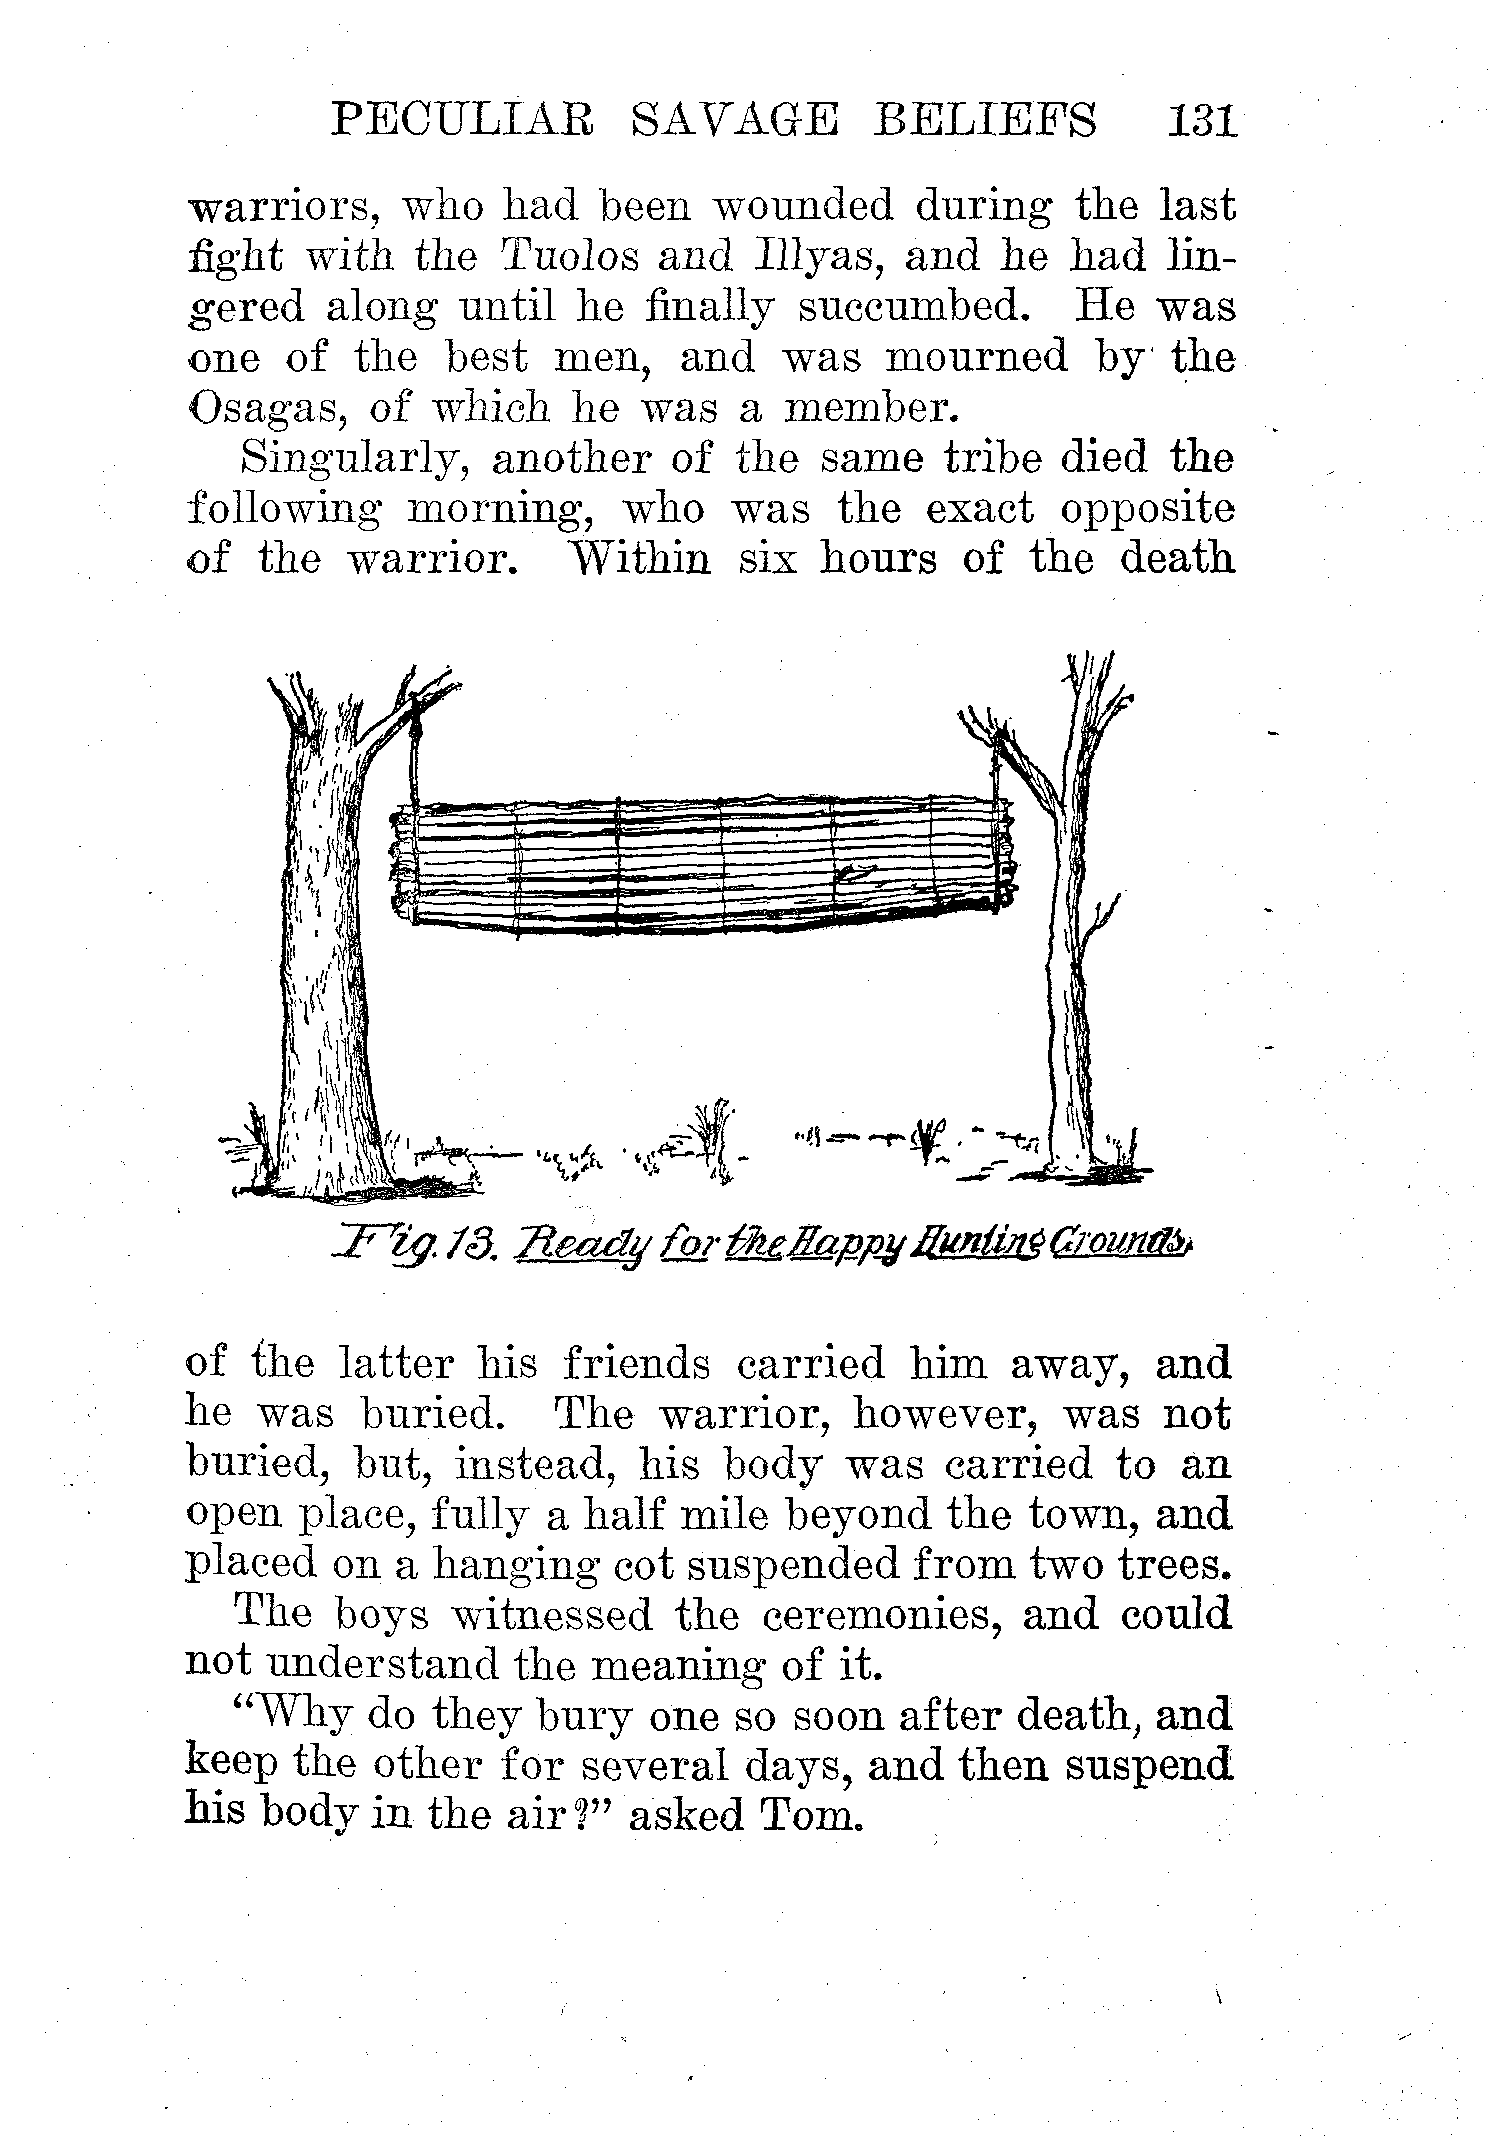 PECULIAR SAVAGE BELIEFS 131
warriors, who had been wounded during the last
fight with the Tuolos and Illyas, and he had lin-
gered along until he finally succumbed. He was
one of the best men, and was mourned by the
Osagas, of which he was a member.
Singularly, another of the same tribe died the
following morning, who was the exact opposite
of the warrior. Within six hours of the death
Fig. 13. Ready for the Happy Hunting Grounds.
of the latter his friends carried him away, and
he was buried. The warrior, however, was not
buried, but, instead, his body was carried to an
open place, fully a half mile beyond the town, and
placed on a hanging cot suspended from two trees.
The boys witnessed the ceremonies, and could
not understand the meaning of it.
“Why do they bury one so soon after death, and
keep the other for several days, and then suspend
his body in the air?” asked Tom.